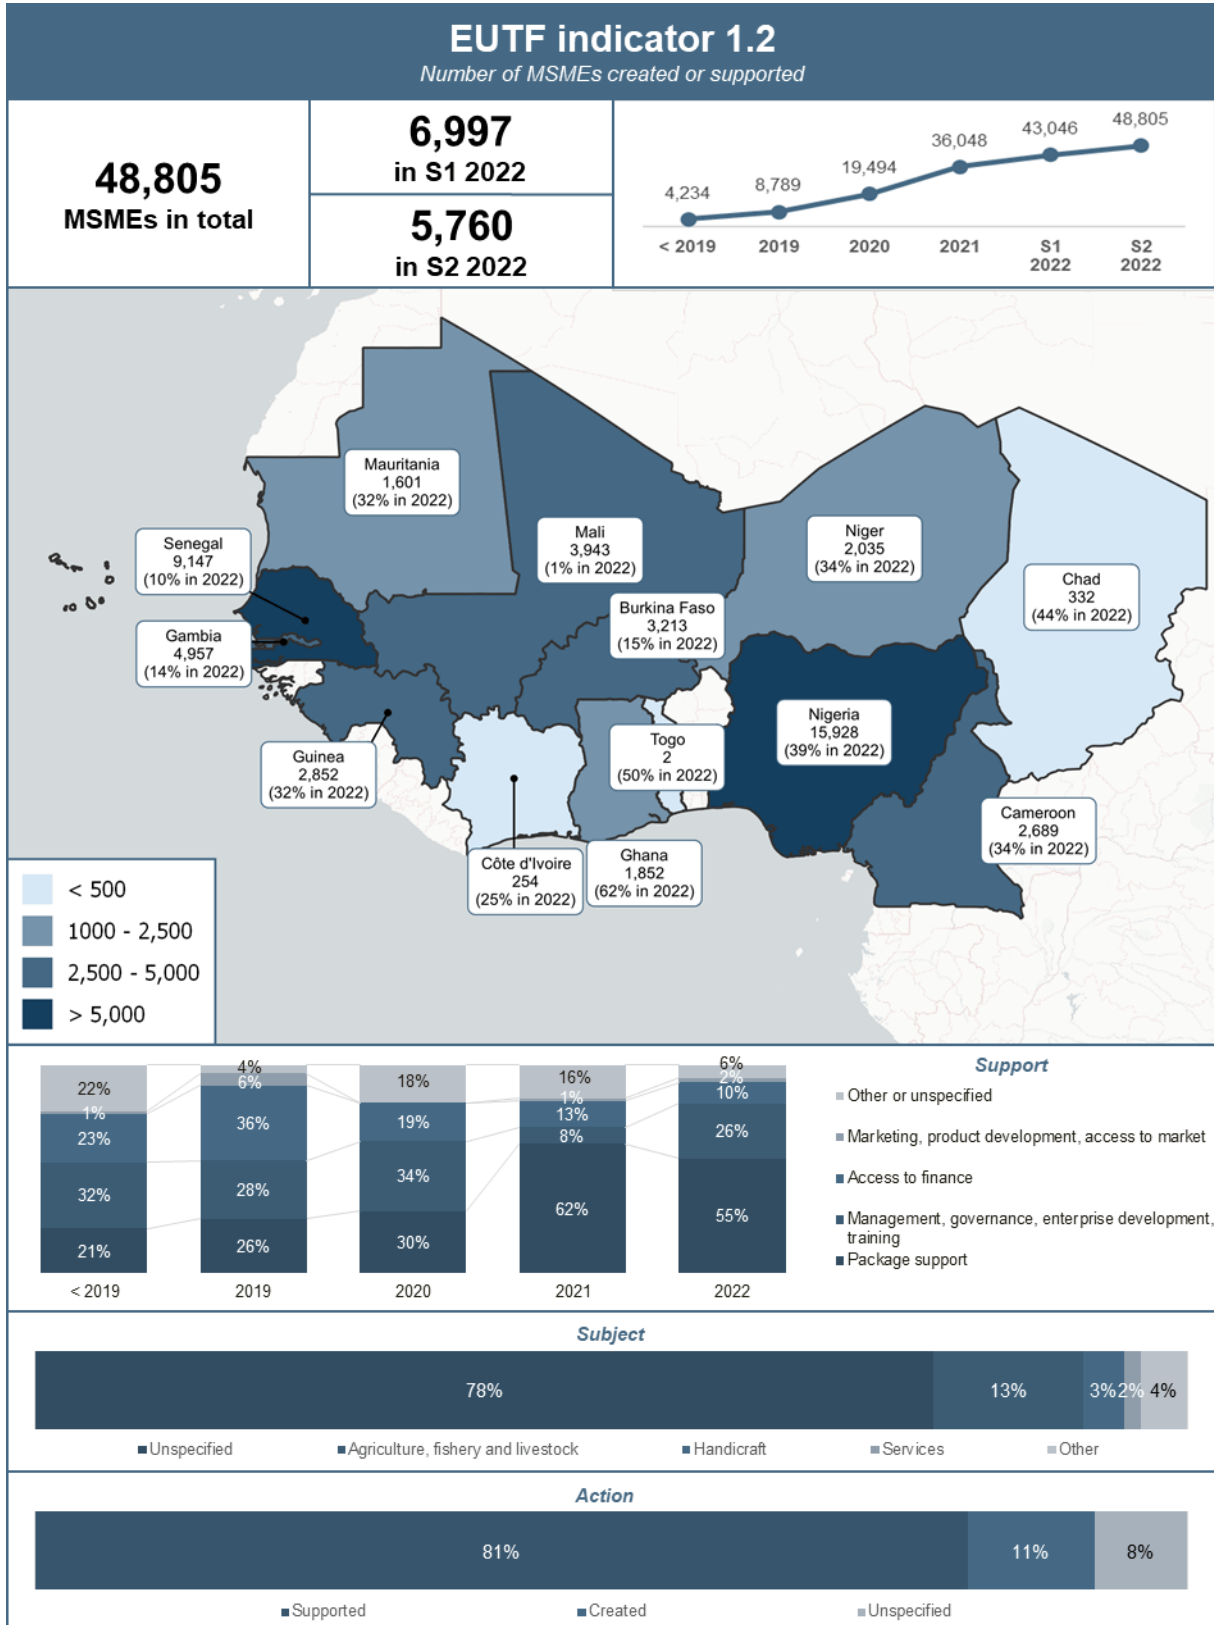 EUTF indicator 1.2
Number of MSMEs created or supported
48,805
MSMEs in total
6,997
in S1 2022
5,760
in S2 2022
4,234
8,789
19,494
36,048
43,046
48,805
< 2019
2019
2020
2021
S1
2022
S2
2022
Mauritania
1,601
(32% in 2022)
Mali
3,943
(1% in 2022)
Niger
2,035
(34% in 2022)
Senegal
9,147
(10% in 2022)
Chad
332
(44% in 2022)
Burkina Faso
3,213
(15% in 2022)
Gambia
4,957
(14% in 2022)
Nigeria
15,928
(39% in 2022)
Togo
2
(50% in 2022)
Guinea
2,852
(32% in 2022)
Cameroon
2,689
(34% in 2022)
Côte d'Ivoire
254
(25% in 2022)
Ghana
1,852
(62% in 2022)
< 500
1000 - 2,500
2,500 - 5,000
> 5,000
Support
22%
1%
23%
32%
21%
< 2019
4%
6%
36%
28%
26%
2019
18%
19%
34%
30%
2020
16%
1%
13%
8%
62%
2021
6%
2%
10%
26%
55%
2022
Other or unspecified
Marketing, product development, access to market
Access to finance
Management, governance, enterprise development,
training
Package support
Subject
78%
13%
3%
2%
4%
Unspecified
Agriculture, fishery and livestock
Handicraft
Services
Other
Action
81%
11%
8%
Supported
Created
Unspecified